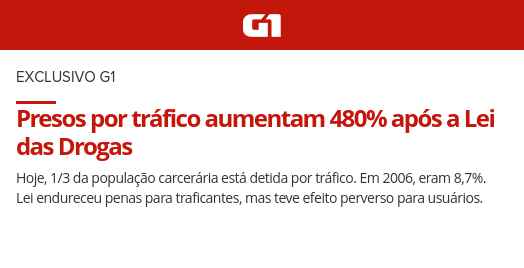 G1
EXCLUSIVO G1
Presos por tráfico aumentam 480% após a Lei
das Drogas
Hoje, 1/3 da população carcerária está detida por tráfico. Em 2006, eram 8,7%.
Lei endureceu penas para traficantes, mas teve efeito perverso para usuários.